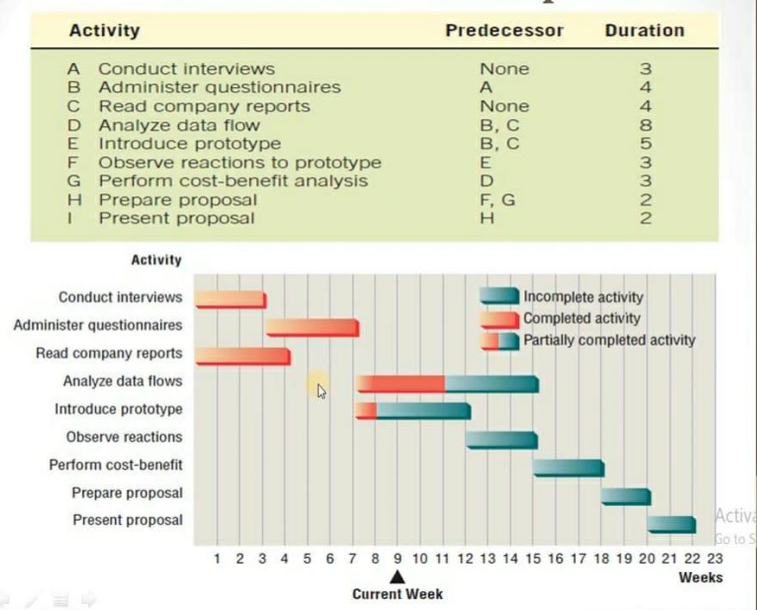 Activity Predecessor Duration
A Conduct interviews None 3
B Administer questionnaires A 4
C Read company reports None 4
D Analyze data flow B, C 8
E Introduce prototype B, C 5
F Observe reactions to prototype E 3
G Perform cost-benefit analysis D 3
H Prepare proposal F, G 2
I Present proposal H 2
Activity
Conduct interviews
Incomplete activity
Administer questionnaires
Completed activity
Partially completed activity
Read company reports
Analyze data flows
Introduce prototype
Observe reactions
Perform cost-benefit
Prepare proposal
Present proposal
1 2 3 4 5 6 7 8 9 10 11 12 13 14 15 16 17 18 19 20 21 22 23
Weeks
Current Week
Go to S